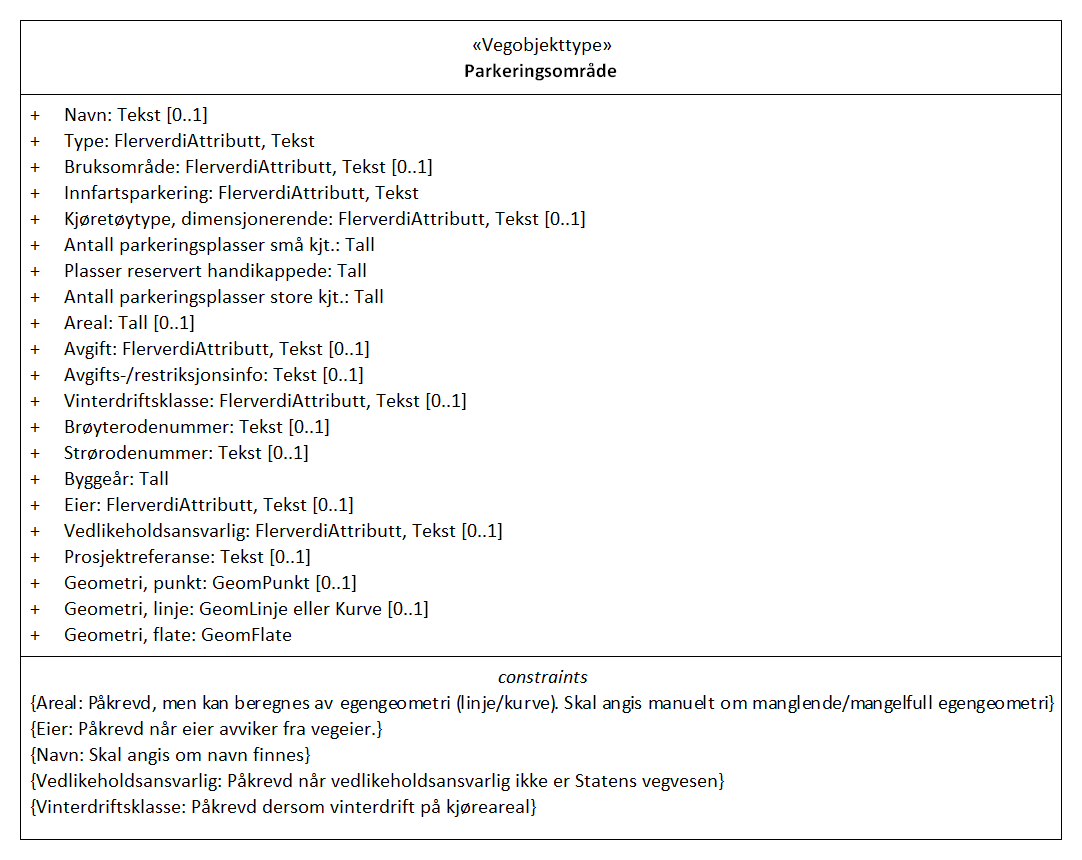 «Vegobjekttype»
Parkeringsområde
+ Navn: Tekst [0..1]
+ Type: FlerverdiAttributt, Tekst
+ Bruksområde: FlerverdiAttributt, Tekst [0..1]
+ Innfartsparkering: FlerverdiAttributt, Tekst
+ Kjøretøytype, dimensjonerende: FlerverdiAttributt, Tekst [0..1]
+ Antall parkeringsplasser små kjt.: Tall
+ Plasser reservert handikappede: Tall
+ Antall parkeringsplasser store kjt.: Tall
+ Areal: Tall [0..1]
+ Avgift: FlerverdiAttributt, Tekst [0..1]
+ Avgifts-/restriksjonsinfo: Tekst [0..1]
+ Vinterdriftsklasse: FlerverdiAttributt, Tekst [0..1]
+ Brøyterodenummer: Tekst [0..1]
+ Strørodenummer: Tekst [0..1]
+ Byggeår: Tall
+ Eier: FlerverdiAttributt, Tekst [0..1]
+ Vedlikeholdsansvarlig: FlerverdiAttributt, Tekst [0..1]
+ Prosjektreferanse: Tekst [0..1]
+ Geometri, punkt: GeomPunkt [0..1]
+ Geometri, linje: GeomLinje eller Kurve [0..1]
+ Geometri, flate: GeomFlate
constraints
{Areal: Påkrevd, men kan beregnes av egengeometri (linje/kurve). Skal angis manuelt om manglende/mangelfull egengeometri}
{Eier: Påkrevd når eier avviker fra vegeier.}
{Navn: Skal angis om navn finnes}
{Vedlikeholdsansvarlig: Påkrevd når vedlikeholdsansvarlig ikke er Statens vegvesen}
{Vinterdriftsklasse: Påkrevd dersom vinterdrift på kjøreareal}